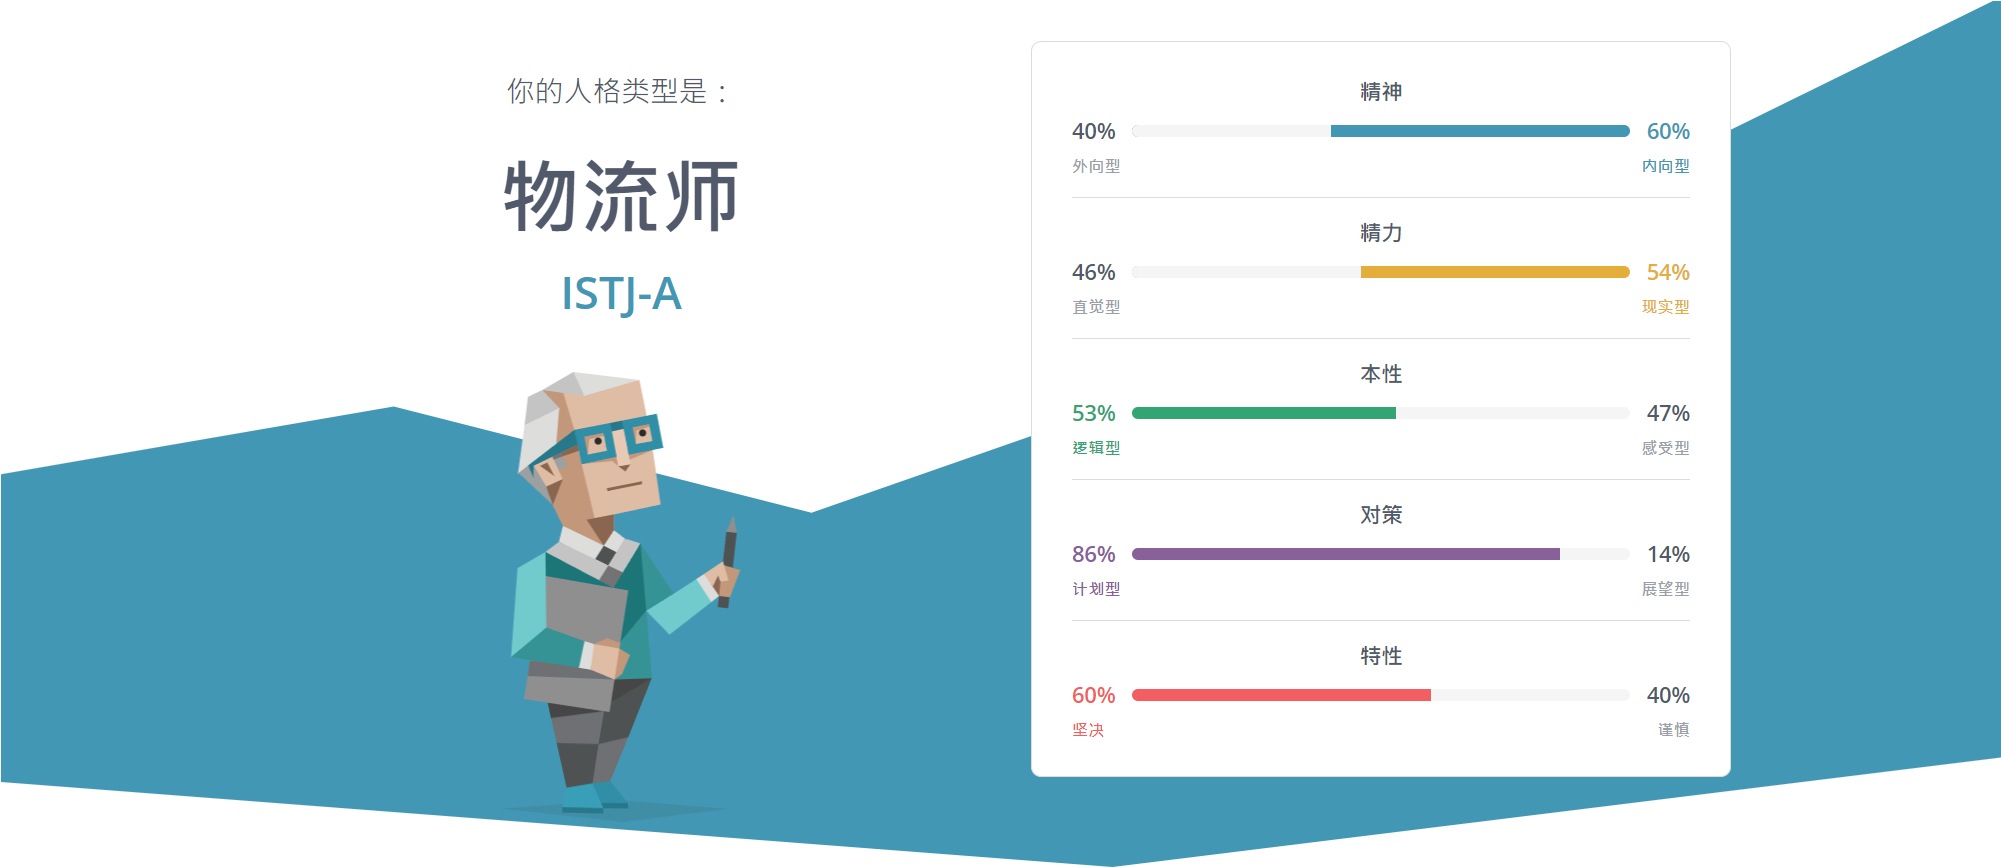 你的人格类型是：
物流师
ISTJ-A
精神
40% 60%
外向型 内向型
精力
46% 54%
直觉型 现实型
本性
53% 47%
逻辑型 感受型
对策
86% 14%
计划型 展望型
特性
60% 40%
坚决 谨慎